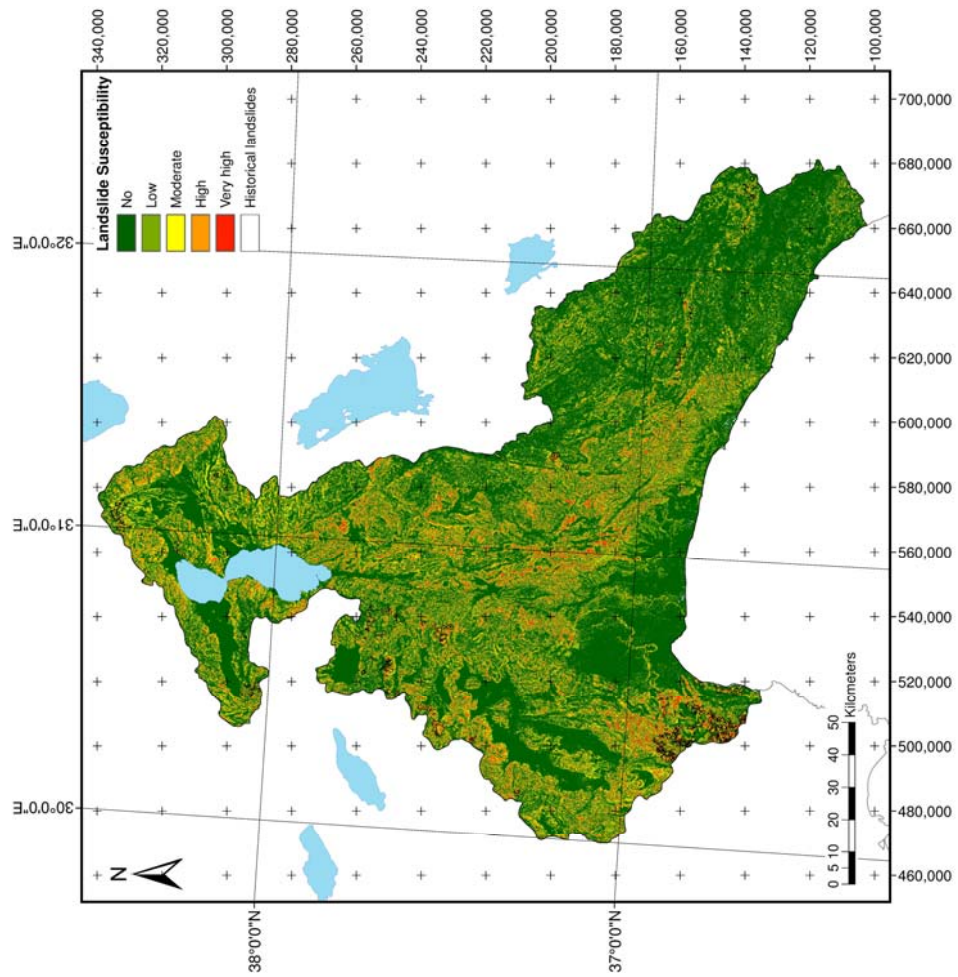 340,000
320,000
300,000
280,000
260,000
240,000
220,000
200,000
180,000
160,000
140,000
120,000
100,000
Landslide Susceptibility
No
Low
Moderate
High
Very high
Historical landslides
32°0'0"E
31°0'0"E
30°0'0"E
N
38°0'0"N
37°0'0"N
0 5 10 20 30 40 50
Kilometers
460,000
480,000
500,000
520,000
540,000
560,000
580,000
600,000
620,000
640,000
660,000
680,000
700,000